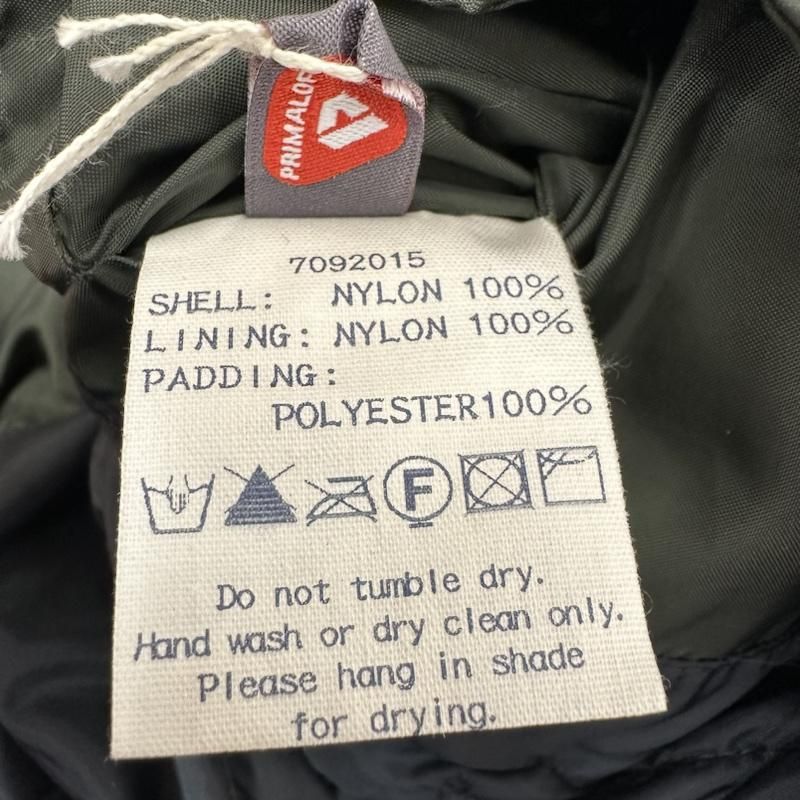 PRIMALOF
7092015
SHELL: NYLON 100%
LINING: NYLON 100%
PADDING:
POLYESTER100%
F
Do not tumble dry.
Hand wash or dry clean only.
Please hang in shade
for drying.